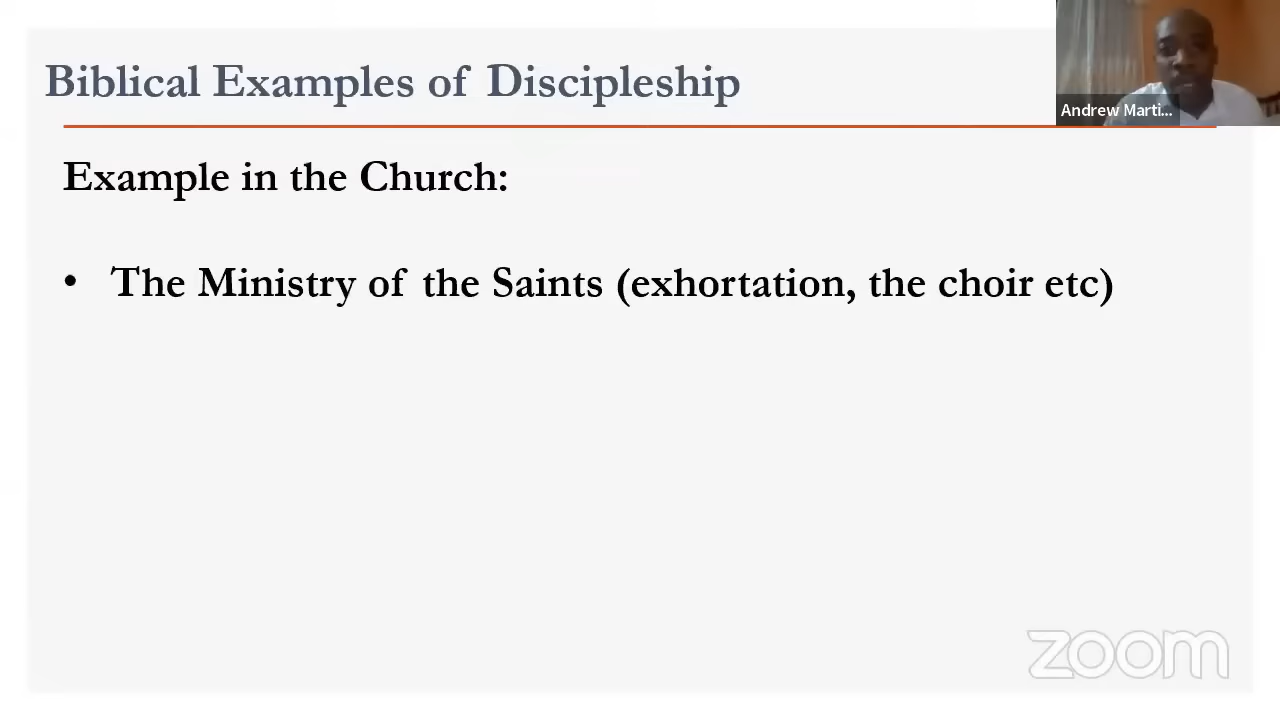 Biblical Examples of Discipleship
Andrew Marti...
Example in the Church:
• The Ministry of the Saints (exhortation, the choir etc)
zoom